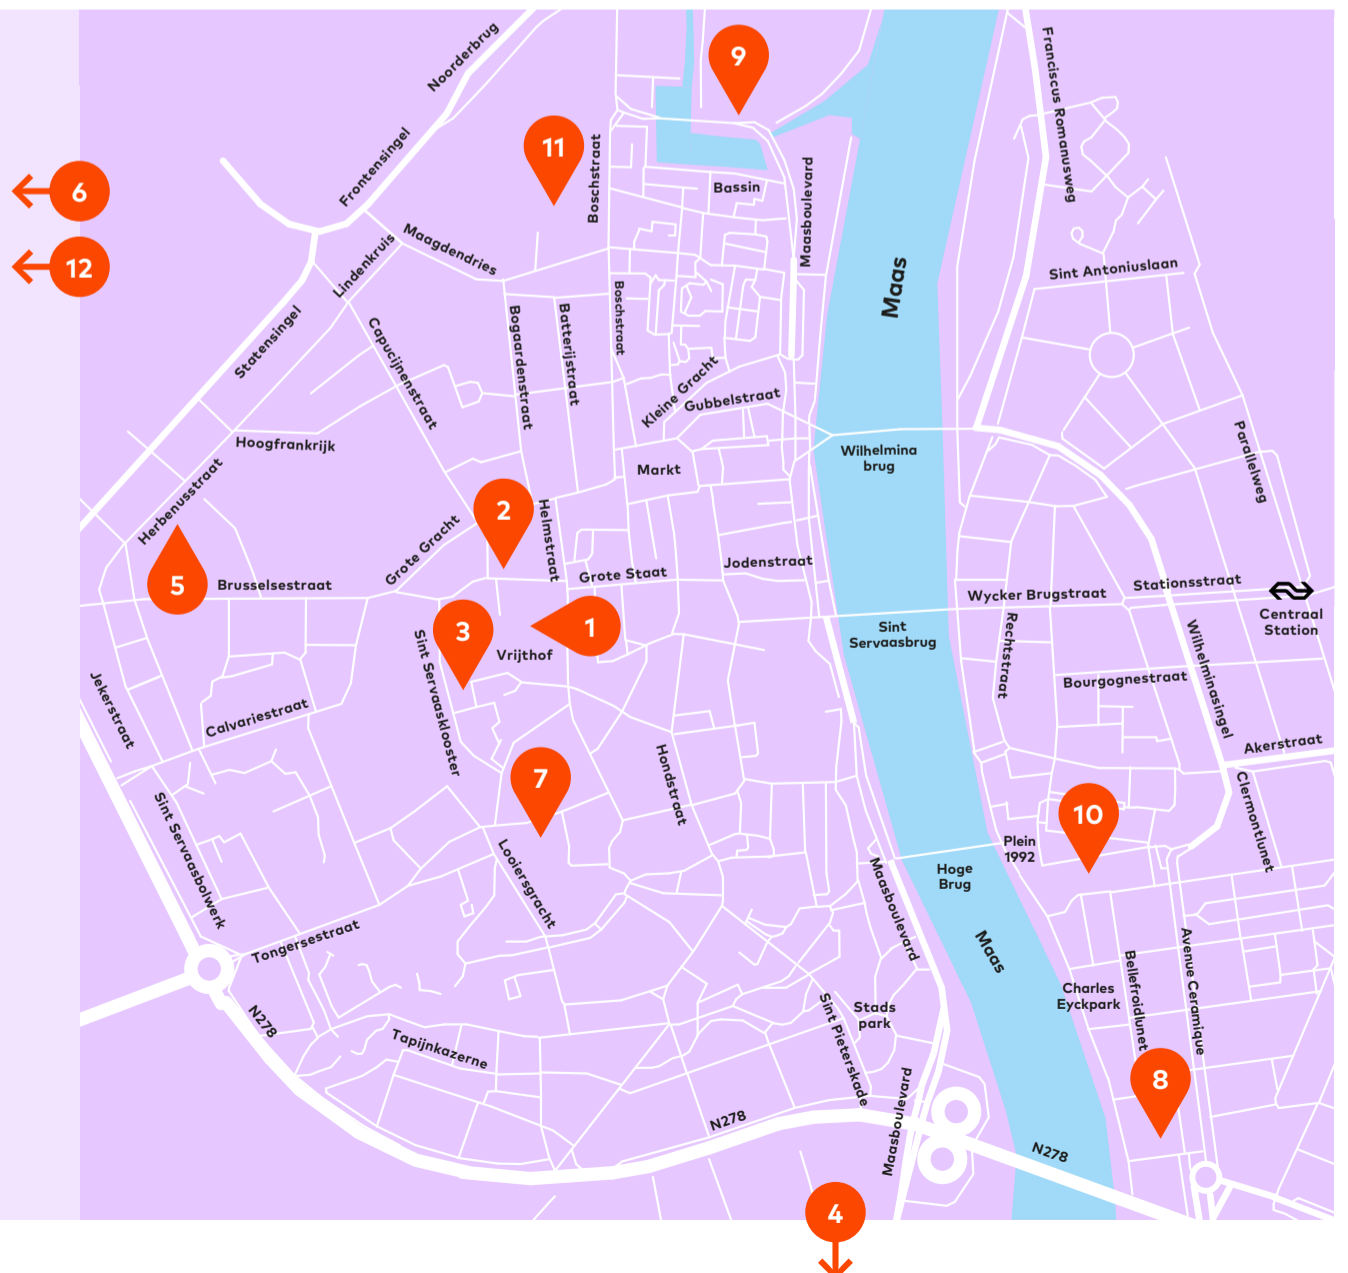 Noorderbrug
9
Franciscus Romanusweg
11
Boschstraat
Frontensingel
6
Bassin
Maasboulevard
12
Maagdendries
Lindenkruis
Maas
Sint Antoniuslaan
Statensingel
Capucijnenstraat
Bogaardenstraat
Batterijstraat
Boschstraat
Kleine Gracht
Gubbelstraat
Hoogfrankrijk
Markt
Wilhelmina
brug
Parallelweg
Herbenusstraat
2
Helmstraat
Grote Gracht
5
Brusselsestraat
Grote Staat
Jodenstraat
Wycker Brugstraat
Stationsstraat
Centraal
Station
3
1
Vrijthof
Sint
Servaasbrug
Rechtstraat
Wilhelminasingel
Sint Servaasklooster
Bourgognestraat
Jekerstraat
Calvariestraat
Akerstraat
7
Hondstraat
Clermontlunet
Sint Servaasbolwerk
10
Plein
1992
Looiersgracht
Hoge
Brug
Maasboulevard
Tongersestraat
Maas
Bellefroidlunet
Avenue Ceramique
Charles
Eyckpark
Sint Pieterskade
Stads
park
N278
Tapijnkazerne
8
Maasboulevard
N278
N278
4